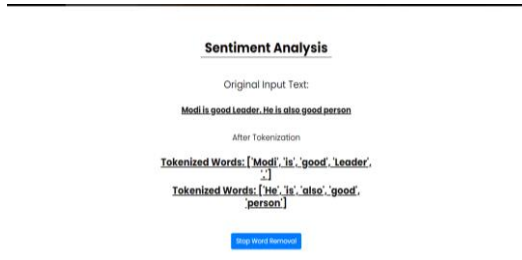 Sentiment Analysis
Original Input Text:
Modi is good Leader. He is also good person
After Tokenization
Tokenized Words: ['Modi', 'is', 'good', 'Leader',
'.']
Tokenized Words: ['He', 'is', 'also', 'good',
'person']
Stop Word Removal